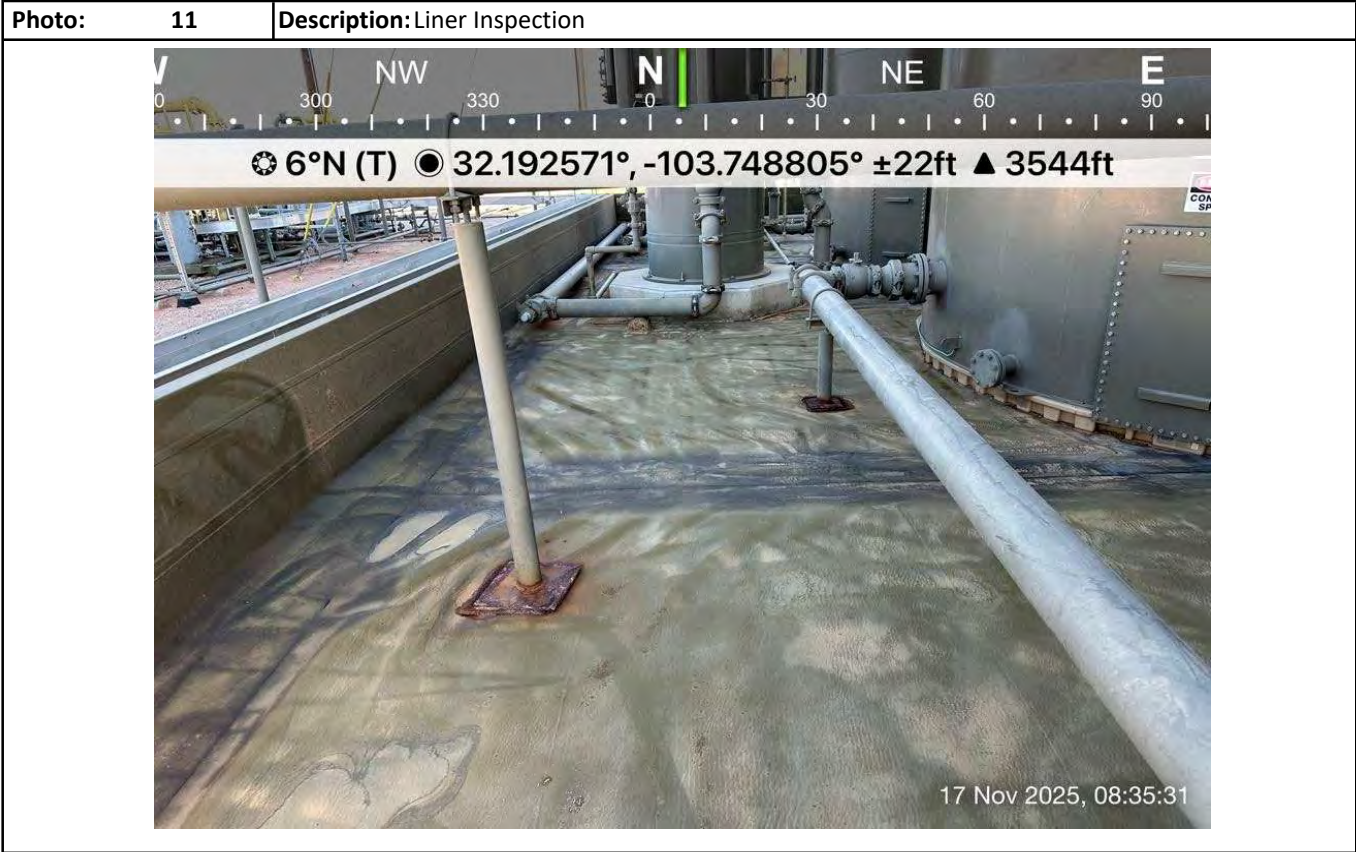 Photo: 11 Description: Liner Inspection
NW N NE E
300 330 0 30 60 90
6°N (T) 32.192571°, -103.748805° ±22ft ▲ 3544ft
17 Nov 2025, 08:35:31